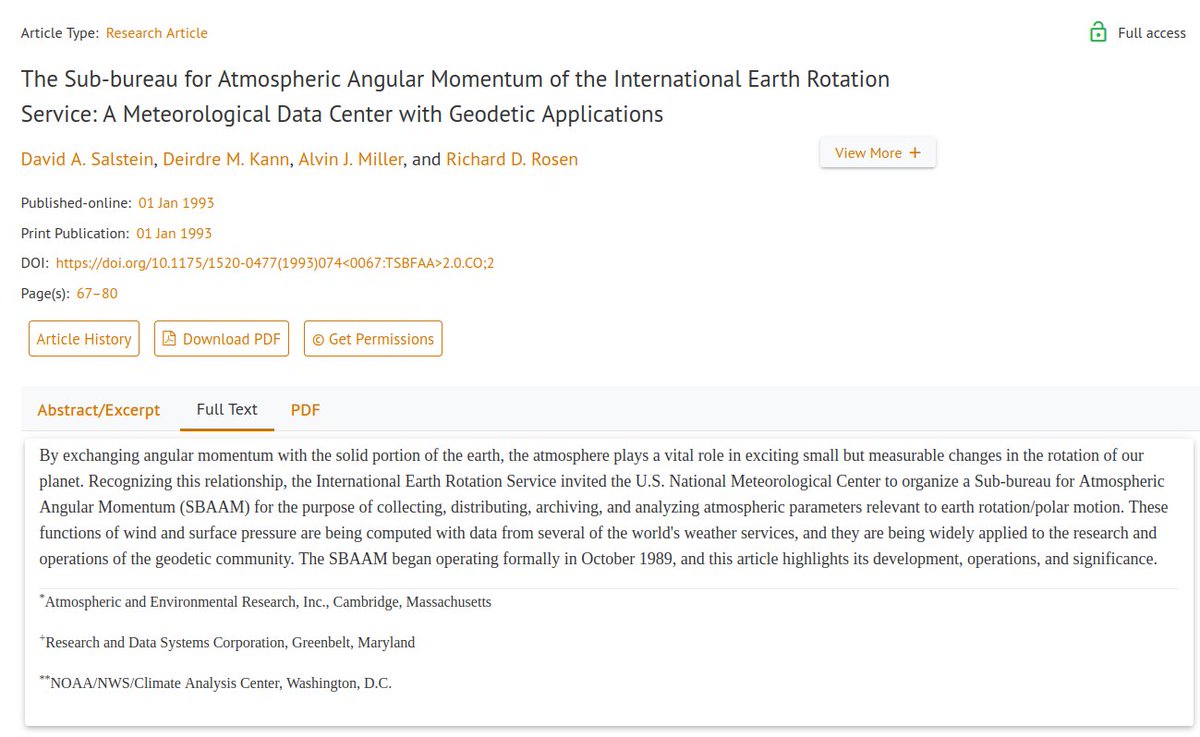 Article Type: Research Article
Full access
The Sub-bureau for Atmospheric Angular Momentum of the International Earth Rotation
Service: A Meteorological Data Center with Geodetic Applications
David A. Salstein, Deirdre M. Kann, Alvin J. Miller, and Richard D. Rosen
View More +
Published-online: 01 Jan 1993
Print Publication: 01 Jan 1993
DOI: https://doi.org/10.1175/1520-0477(1993)074<0067:TSBFAA>2.0.CO;2
Page(s): 67–80
Article History
Download PDF
© Get Permissions
Abstract/Excerpt
Full Text
PDF
By exchanging angular momentum with the solid portion of the earth, the atmosphere plays a vital role in exciting small but measurable changes in the rotation of our
planet. Recognizing this relationship, the International Earth Rotation Service invited the U.S. National Meteorological Center to organize a Sub-bureau for Atmospheric
Angular Momentum (SBAAM) for the purpose of collecting, distributing, archiving, and analyzing atmospheric parameters relevant to earth rotation/polar motion. These
functions of wind and surface pressure are being computed with data from several of the world's weather services, and they are being widely applied to the research and
operations of the geodetic community. The SBAAM began operating formally in October 1989, and this article highlights its development, operations, and significance.
*Atmospheric and Environmental Research, Inc., Cambridge, Massachusetts
+Research and Data Systems Corporation, Greenbelt, Maryland
**NOAA/NWS/Climate Analysis Center, Washington, D.C.